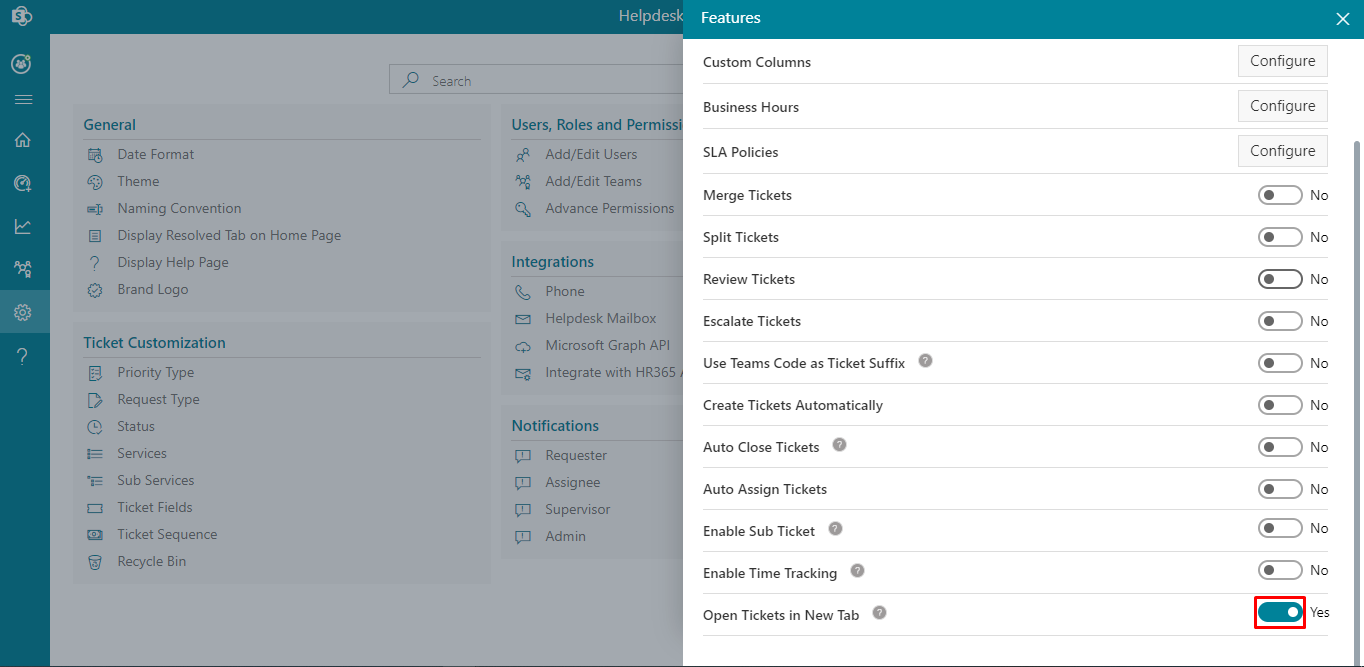 Helpdesk
Features
Search
General
Date Format
Theme
Naming Convention
Display Resolved Tab on Home Page
Display Help Page
Brand Logo
Ticket Customization
Priority Type
Request Type
Status
Services
Sub Services
Ticket Fields
Ticket Sequence
Recycle Bin
Users, Roles and
Add/Edit Users
Add/Edit Teams
Advance Permissions
Integrations
Phone
Helpdesk Mailbox
Microsoft Graph API
Integrate with HR365
Notifications
Requester
Assignee
Supervisor
Admin
Custom Columns Configure
Business Hours Configure
SLA Policies Configure
Merge Tickets No
Split Tickets No
Review Tickets No
Escalate Tickets No
Use Teams Code as Ticket Suffix ? No
Create Tickets Automatically No
Auto Close Tickets ? No
Auto Assign Tickets No
Enable Sub Ticket ? No
Enable Time Tracking ? No
Open Tickets in New Tab ? Yes